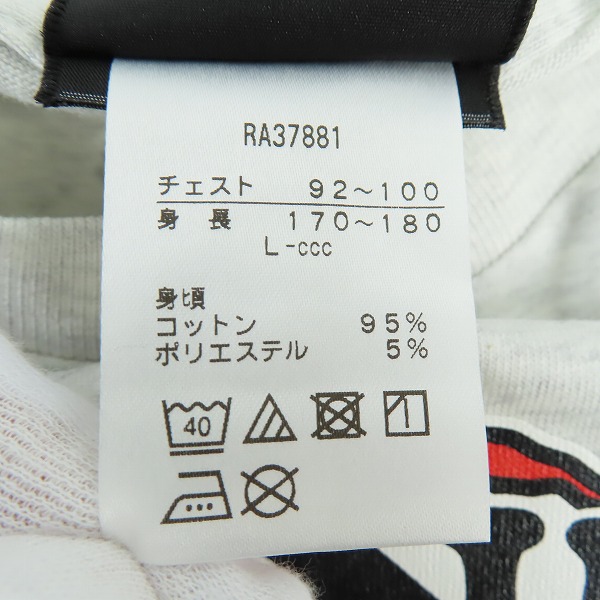 RA37881
チェスト 92～100
身長 170～180
L-ccc
身頃
コットン 95%
ポリエステル 5%
40